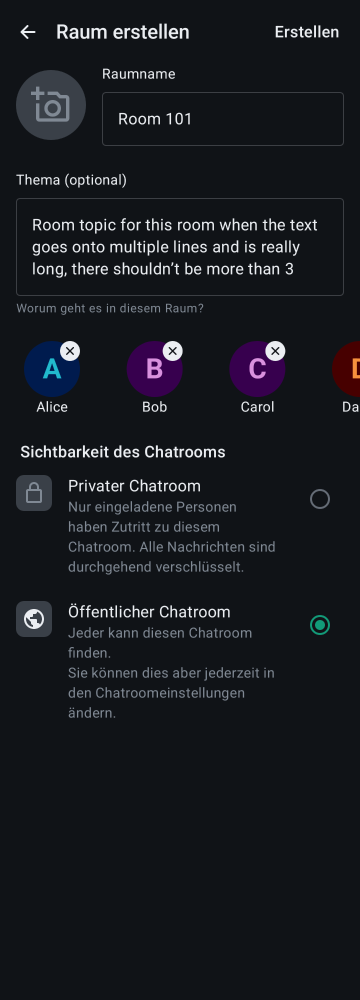 Raum erstellen
Erstellen
Raumname
Room 101
Thema (optional)
Room topic for this room when the text
goes onto multiple lines and is really
long, there shouldn’t be more than 3
Worum geht es in diesem Raum?
A
B
C
D
Alice
Bob
Carol
Da
Sichtbarkeit des Chatrooms
Privater Chatroom
Nur eingeladene Personen
haben Zutritt zu diesem
Chatroom. Alle Nachrichten sind
durchgehend verschlüsselt.
Öffentlicher Chatroom
Jeder kann diesen Chatroom
finden.
Sie können dies aber jederzeit in
den Chatroomeinstellungen
ändern.